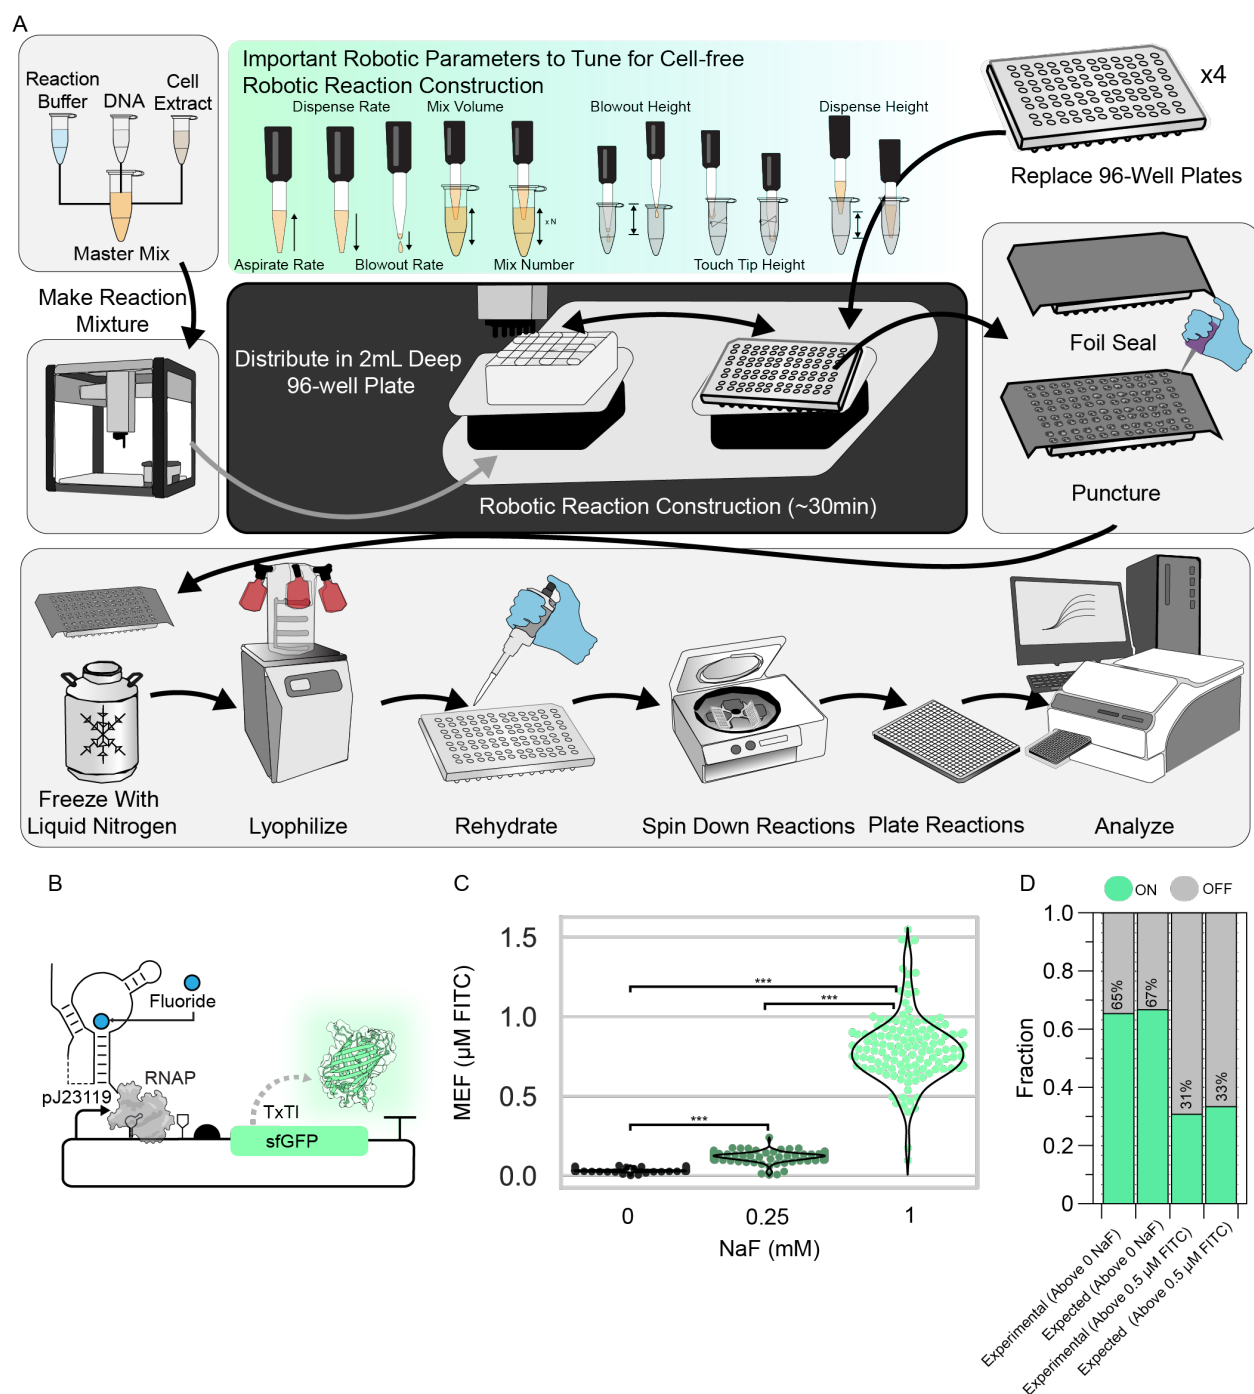 A
Reaction
Buffer
DNA
Cell
Extract
Master Mix
Important Robotic Parameters to Tune for Cell-free
Robotic Reaction Construction
Dispense Rate
Mix Volume
Blowout Height
Dispense Height
x N
Aspirate Rate
Blowout Rate
Mix Number
Touch Tip Height
x4
Replace 96-Well Plates
Make Reaction
Mixture
Distribute in 2mL Deep
96-well Plate
Robotic Reaction Construction (~30min)
Foil Seal
Puncture
Freeze With
Liquid Nitrogen
Lyophilize
Rehydrate
Spin Down Reactions
Plate Reactions
Analyze
B
Fluoride
RNAP
pJ23119
TxTl
sfGFP
C
MEF (µM FITC)
1.5
1.0
0.5
0.0
***
***
***
0
0.25
1
NaF (mM)
D
ON
OFF
Fraction
1.0
0.8
0.6
0.4
0.2
0
65%
67%
31%
33%
Experimental (Above 0 NaF)
Expected (Above 0 NaF)
Experimental (Above 0.5 µM FITC)
Expected (Above 0.5 µM FITC)